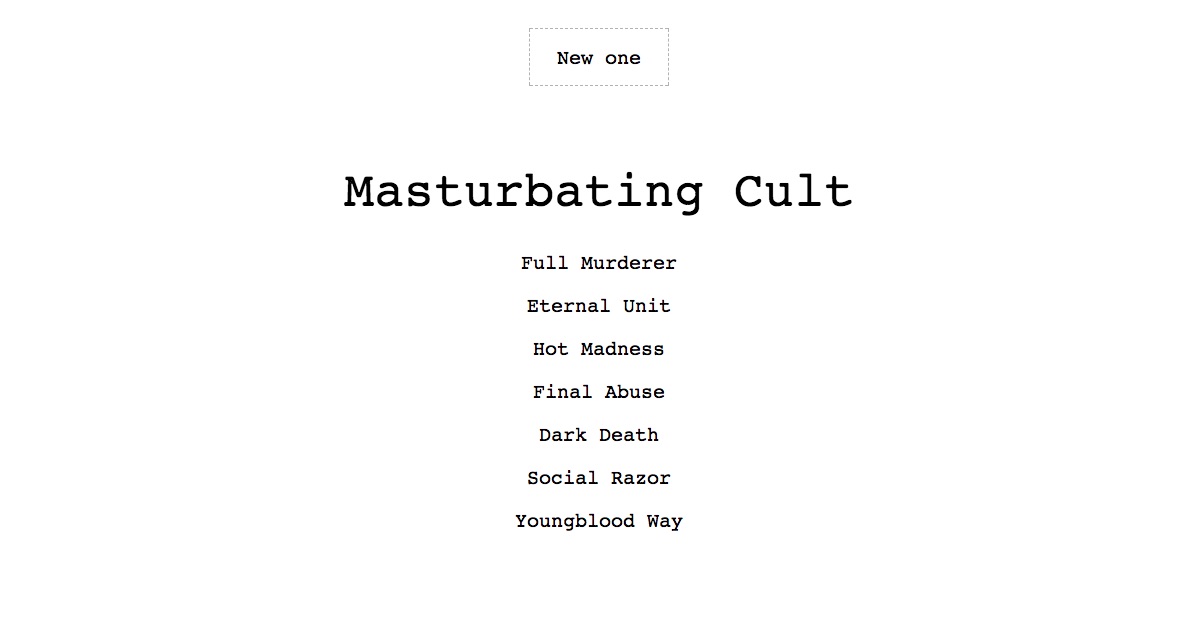 New one
Masturbating Cult
Full Murderer
Eternal Unit
Hot Madness
Final Abuse
Dark Death
Social Razor
Youngblood Way